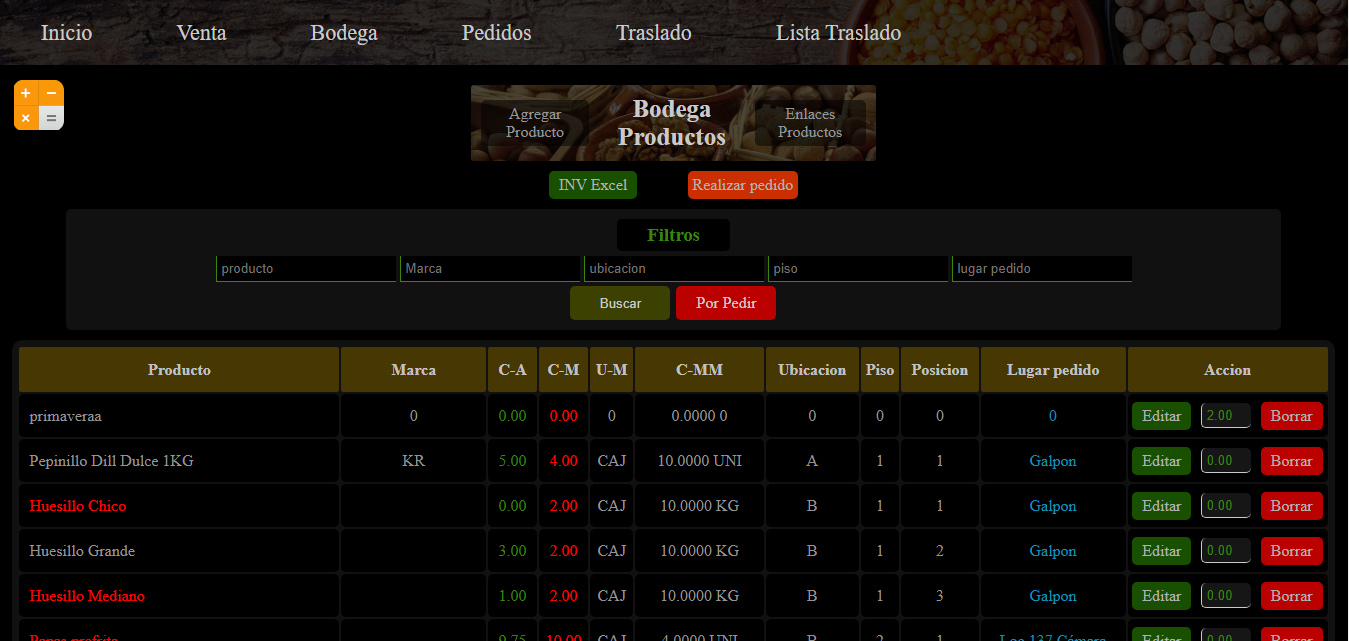 Inicio Venta Bodega Pedidos Traslado Lista Traslado
+ −
× =
Agregar Producto
Bodega Productos
Enlaces Productos
INV Excel Realizar pedido
Filtros
producto Marca ubicacion piso lugar pedido
Buscar Por Pedir
Producto Marca C-A C-M U-M C-MM Ubicacion Piso Posicion Lugar pedido Accion
primaveraa 0 0.00 0.00 0 0.0000 0 0 0 0 0 Editar 2.00 Borrar
Pepinillo Dill Dulce 1KG KR 5.00 4.00 CAJ 10.0000 UNI A 1 1 Galpon Editar 0.00 Borrar
Huesillo Chico 0.00 2.00 CAJ 10.0000 KG B 1 1 Galpon Editar 0.00 Borrar
Huesillo Grande 3.00 2.00 CAJ 10.0000 KG B 1 2 Galpon Editar 0.00 Borrar
Huesillo Mediano 1.00 2.00 CAJ 10.0000 KG B 1 3 Galpon Editar 0.00 Borrar
9.75 10.00 CAJ 4.0000 UNI B 2 1 137 Editar 0.00 Borrar